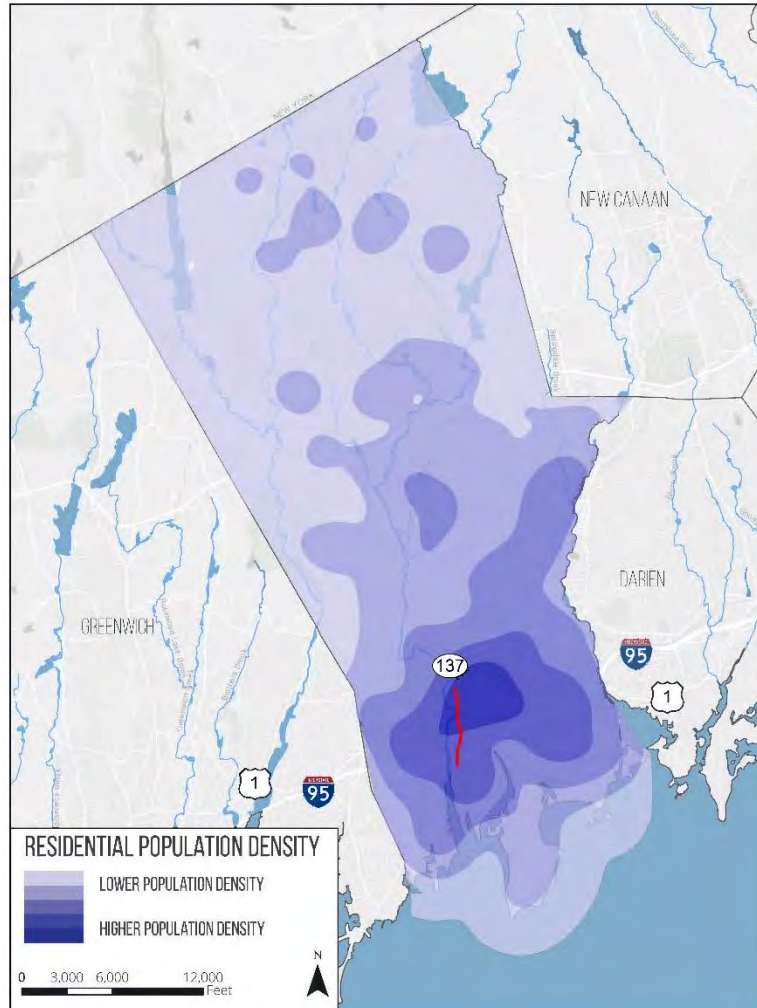 NEW YORK
NEW CANAAN
DARIEN
GREENWICH
137
95
1
1
95
RESIDENTIAL POPULATION DENSITY
LOWER POPULATION DENSITY
HIGHER POPULATION DENSITY
N
0 3,000 6,000 12,000
Feet